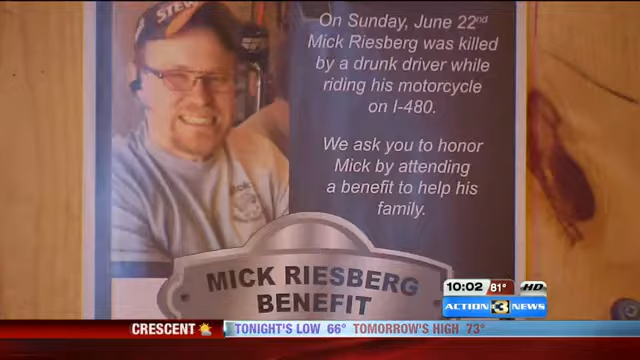 STEW
On Sunday, June 22nd
Mick Riesberg was killed
by a drunk driver while
riding his motorcycle
on I-480.
We ask you to honor
Mick by attending
a benefit to help his
family.
MICK RIESBERG
BENEFIT
10:02 81° HD
ACTION 3 NEWS
CRESCENT TONIGHT'S LOW 66° TOMORROW'S HIGH 73°